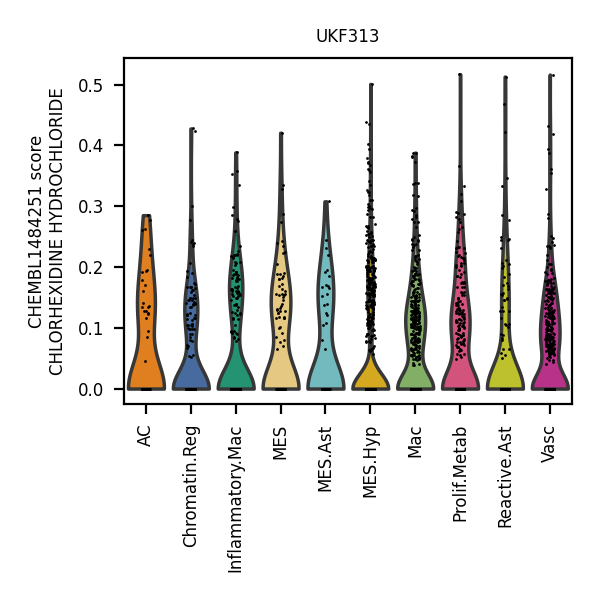 UKF313
CHEMBL1484251 score
CHLORHEXIDINE HYDROCHLORIDE
0.5
0.4
0.3
0.2
0.1
0.0
AC
Chromatin.Reg
Inflammatory.Mac
MES
MES.Ast
MES.Hyp
Mac
Prolif.Metab
Reactive.Ast
Vasc